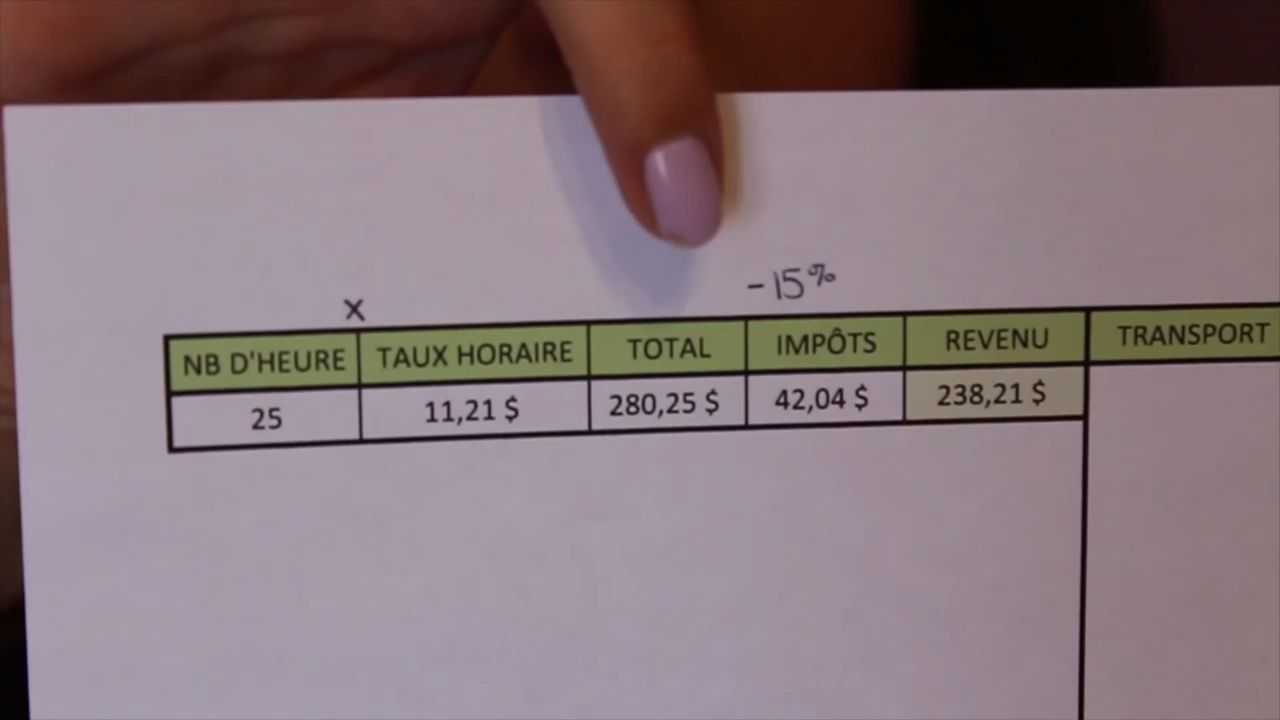 x
-15%
NB D'HEURE TAUX HORAIRE TOTAL IMPÔTS REVENU TRANSPORT
25 11,21 $ 280,25 $ 42,04 $ 238,21 $